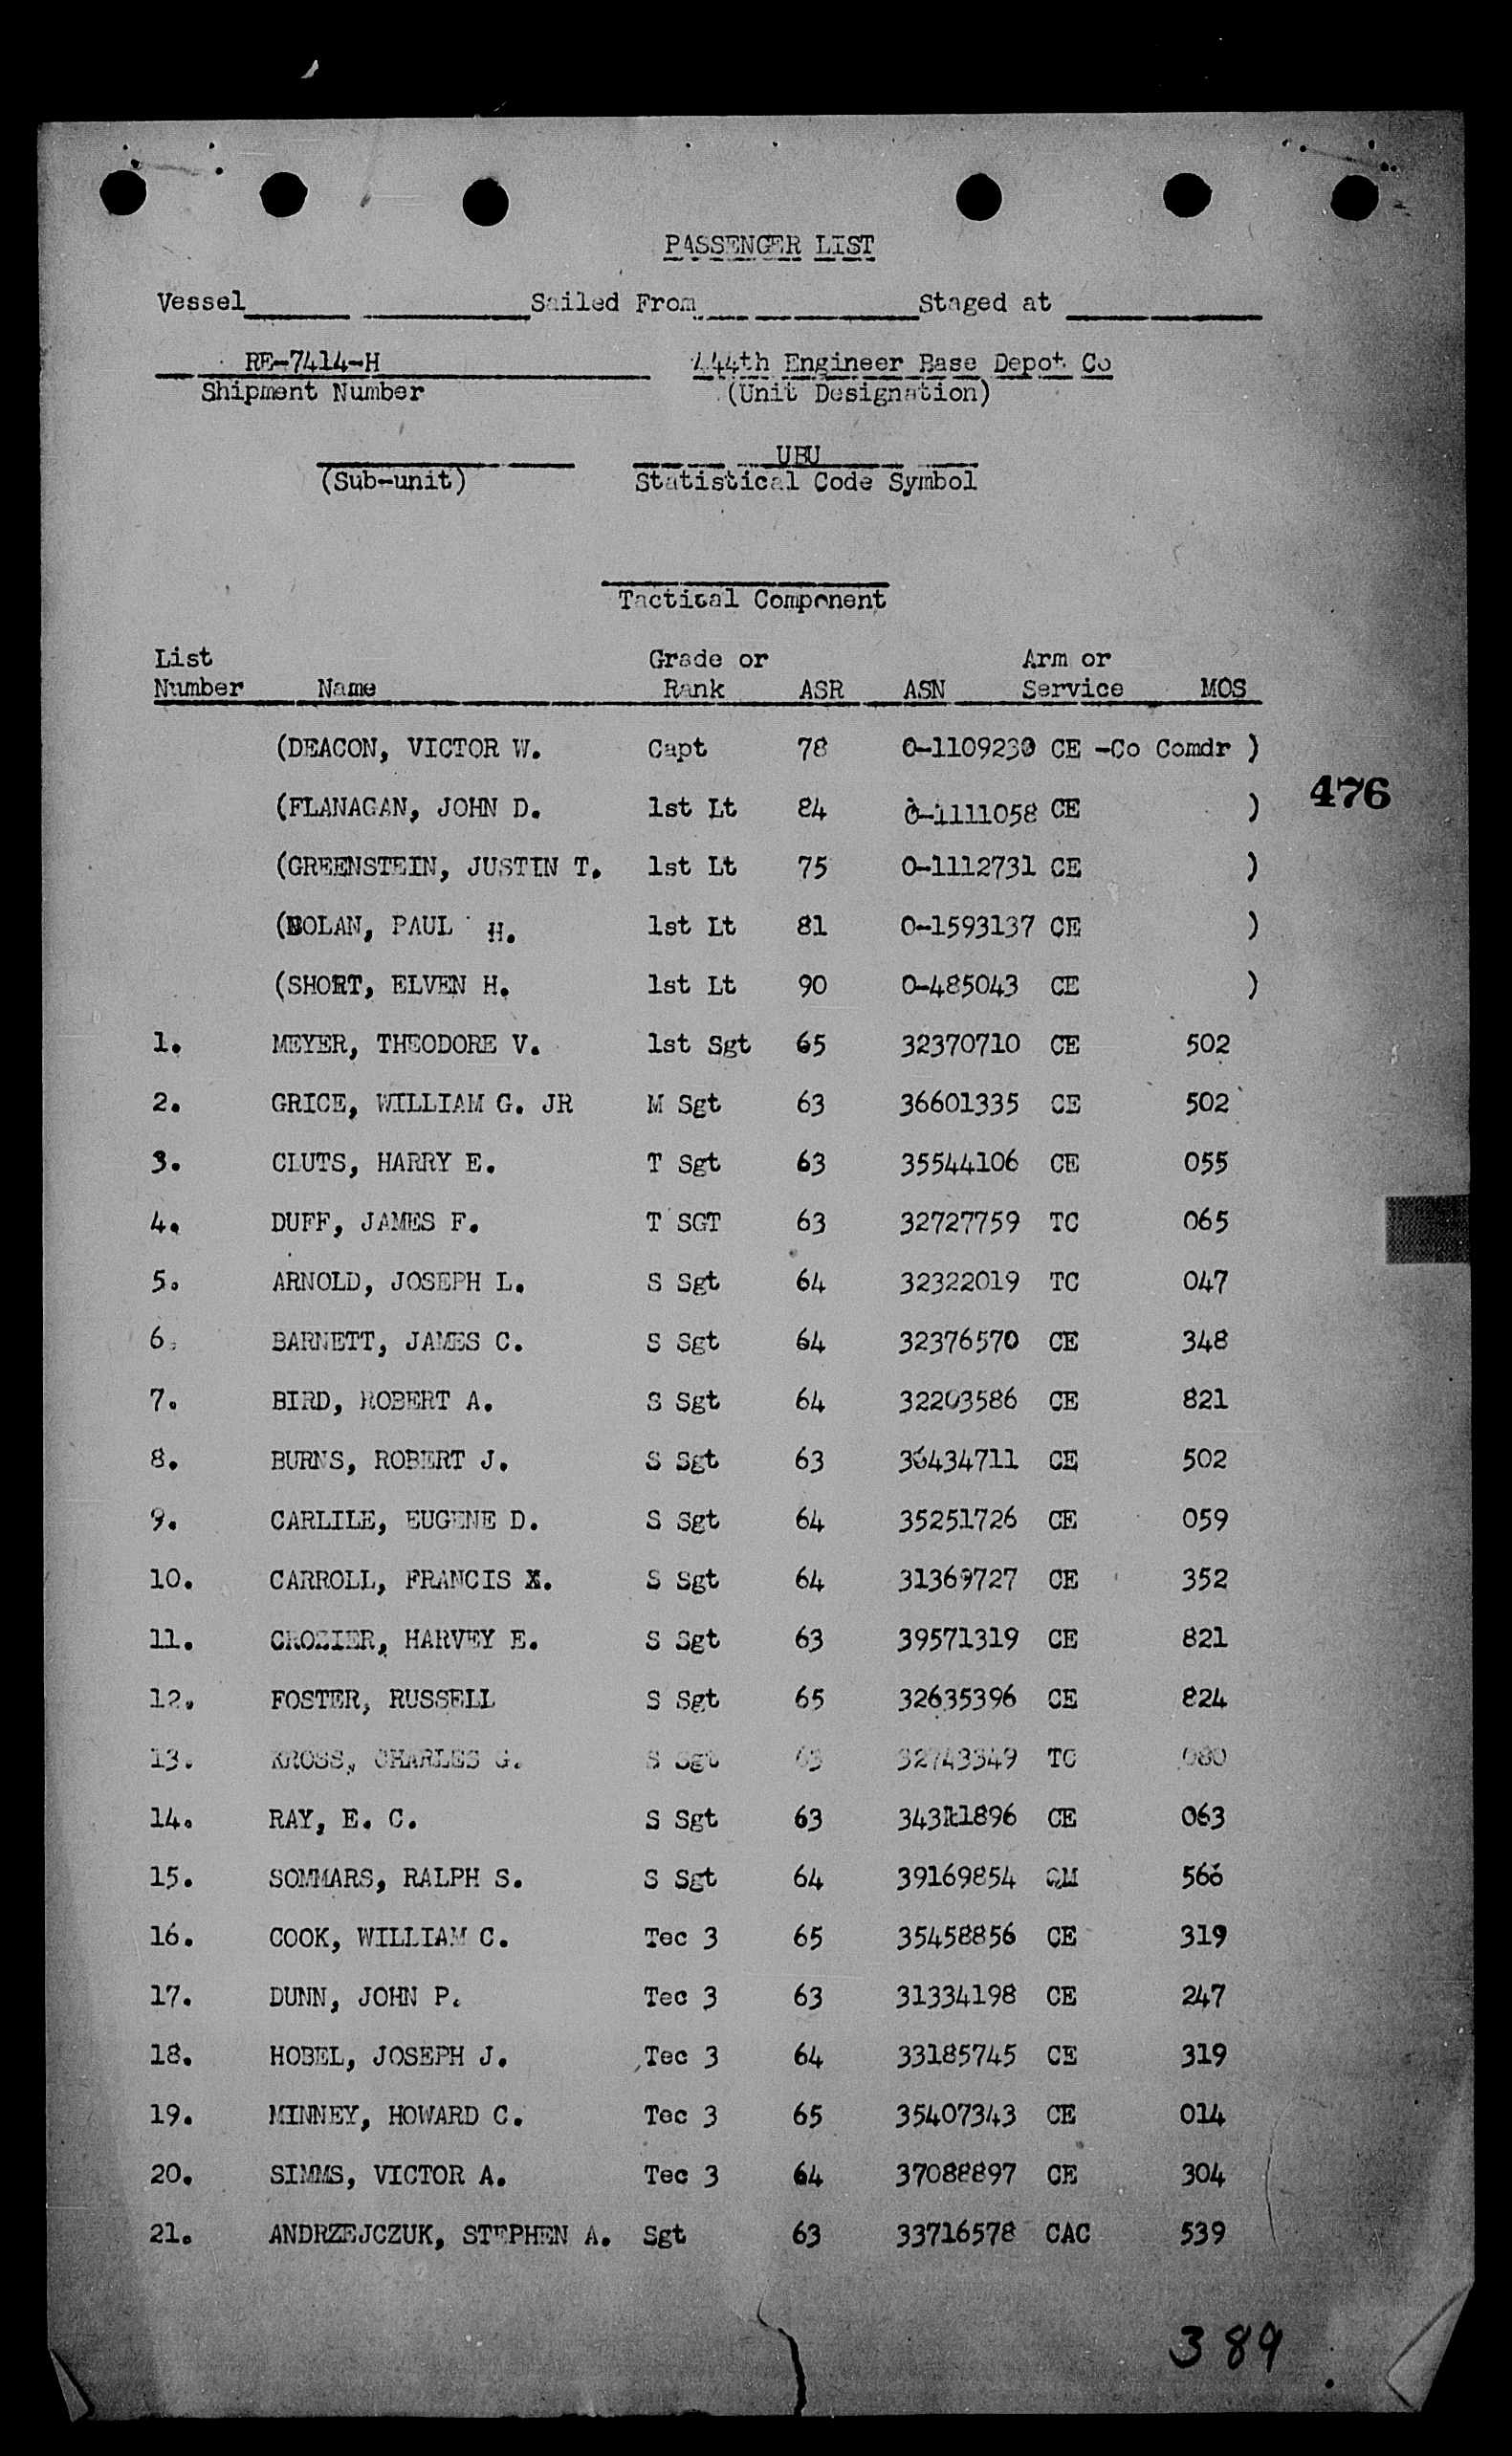 PASSENGER LIST
Vessel Sailed From Staged at
RE-7414-H 444th Engineer Base Depot Co
Shipment Number (Unit Designation)
UBU
(Sub-unit) Statistical Code Symbol
Tactical Component
List Grade or Arm or
Number Name Rank ASR ASN Service MOS
(DEACON, VICTOR W. Capt 78 O-1109230 CE -Co Comdr )
476
(FLANAGAN, JOHN D. 1st Lt 84 O-1111058 CE )
(GREENSTEIN, JUSTIN T. 1st Lt 75 O-1112731 CE )
(NOLAN, PAUL H. 1st Lt 81 O-1593137 CE )
(SHORT, ELVEN H. 1st Lt 90 O-485043 CE )
1. MEYER, THEODORE V. 1st Sgt 65 32370710 CE 502
2. GRICE, WILLIAM G. JR M Sgt 63 36601335 CE 502
3. CLUTS, HARRY E. T Sgt 63 35544106 CE 055
4. DUFF, JAMES F. T SGT 63 32727759 TC 065
5. ARNOLD, JOSEPH L. S Sgt 64 32322019 TC 047
6. BARNETT, JAMES C. S Sgt 64 32376570 CE 348
7. BIRD, ROBERT A. S Sgt 64 32203586 CE 821
8. BURNS, ROBERT J. S Sgt 63 36434711 CE 502
9. CARLILE, EUGENE D. S Sgt 64 35251726 CE 059
10. CARROLL, FRANCIS X. S Sgt 64 31369727 CE 352
11. CROZIER, HARVEY E. S Sgt 63 39571319 CE 821
12. FOSTER, RUSSELL S Sgt 65 32635396 CE 824
13. KROSS, CHARLES G. S Sgt 63 32743349 TC 080
14. RAY, E. C. S Sgt 63 CE 063
15. SOMMARS, RALPH S. S Sgt 64 39169854 QM 566
16. COOK, WILLIAM C. Tec 3 65 35458856 CE 319
17. DUNN, JOHN P. Tec 3 63 31334198 CE 247
18. HOBEL, JOSEPH J. Tec 3 64 33185745 CE 319
19. MINNEY, HOWARD C. Tec 3 65 35407343 CE 014
20. SIMMS, VICTOR A. Tec 3 64 37088897 CE 304
21. ANDRZEJCZUK, STEPHEN A. Sgt 63 33716578 CAC 539
389